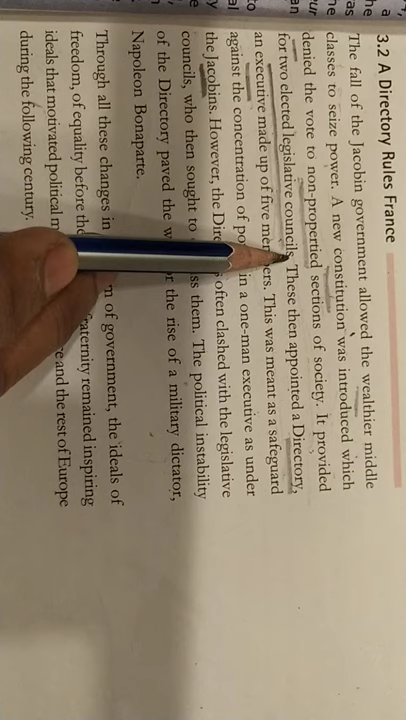 3.2 A Directory Rules France
The fall of the Jacobin government allowed the wealthier middle
classes to seize power. A new constitution was introduced which
denied the vote to non-propertied sections of society. It provided
for two elected legislative councils. These then appointed a Directory,
an executive made up of five members. This was meant as a safeguard
against the concentration of in a one-man executive as under
the Jacobins. However, the often clashed with the legislative
councils, who then sought to them. The political instability
of the Directory paved the the rise of a military dictator,
Napoleon Bonaparte.
Through all these changes in of government, the ideals of
freedom, of equality before the fraternity remained inspiring
ideals that motivated political and the rest of Europe
during the following century.